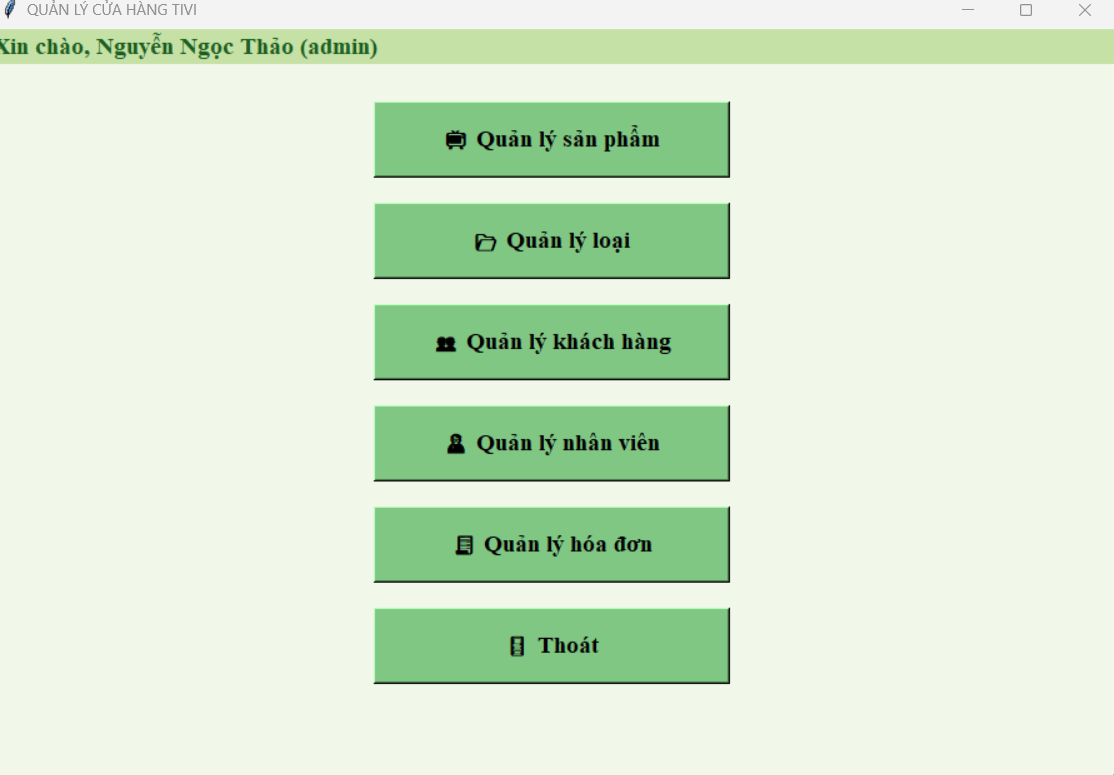 QUẢN LÝ CỬA HÀNG TIVI
Xin chào, Nguyễn Ngọc Thảo (admin)
Quản lý sản phẩm
Quản lý loại
Quản lý khách hàng
Quản lý nhân viên
Quản lý hóa đơn
Thoát